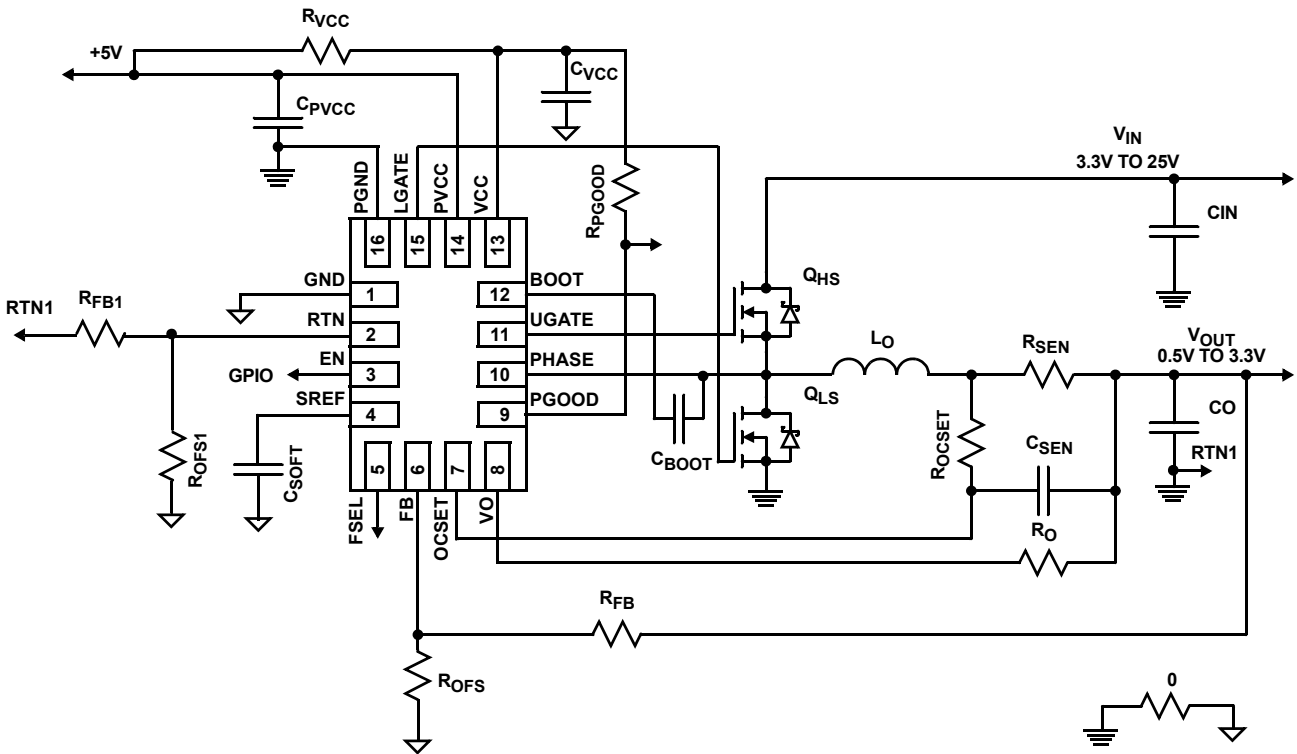 RVCC
+5V
CVCC
CPVCC
VIN
3.3V TO 25V
PGND
LGATE
PVCC
VCC
RPGOOD
CIN
16
15
14
13
QHS
GND
1
12
BOOT
RTN1
RFB1
RTN
2
11
UGATE
LO
RSEN
VOUT
0.5V TO 3.3V
EN
GPIO
3
10
PHASE
QLS
SREF
4
9
PGOOD
CO
ROFS1
CSOFT
CBOOT
ROCSET
CSEN
RTN1
5
6
7
8
FSEL
FB
OCSET
VO
RO
RFB
ROFS
0